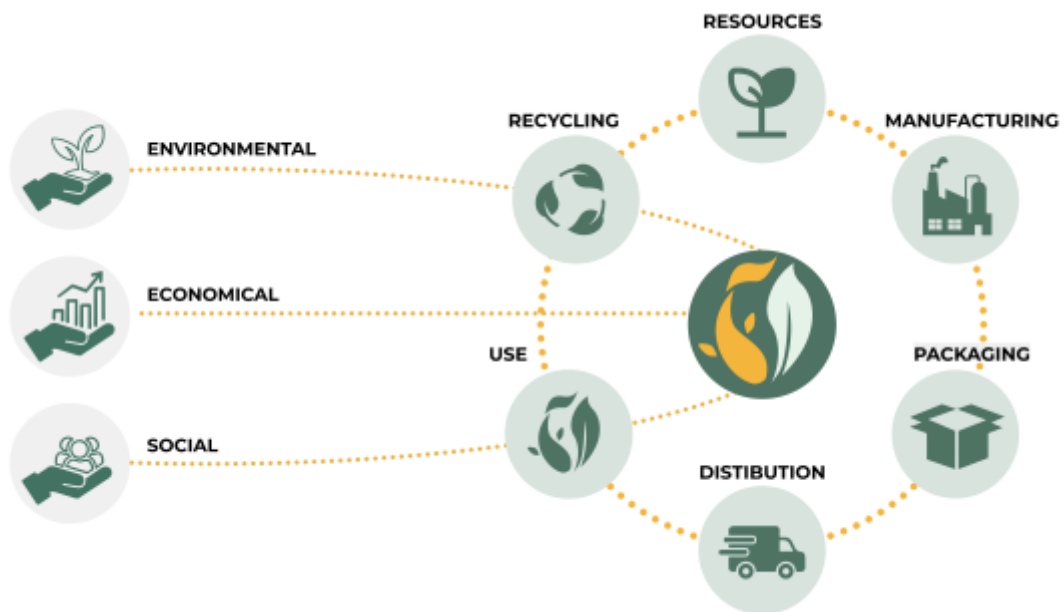 RESOURCES
RECYCLING
MANUFACTURING
ENVIRONMENTAL
ECONOMICAL
USE
PACKAGING
SOCIAL
DISTIBUTION